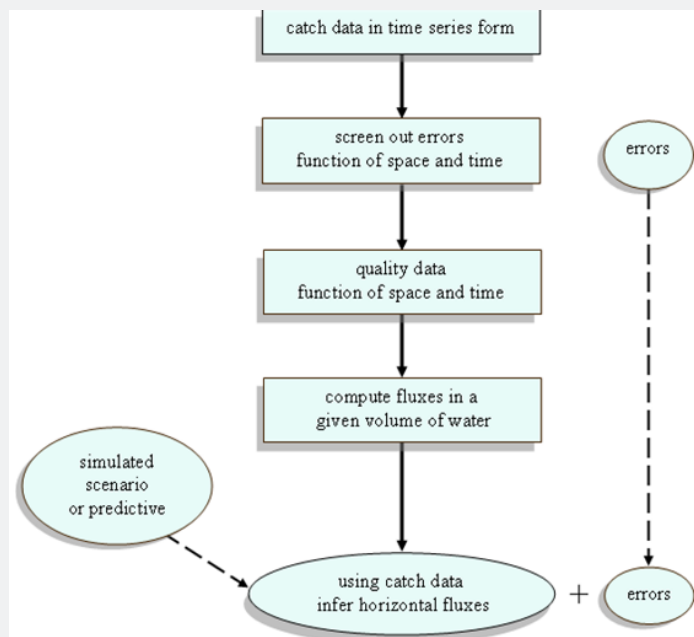 catch data in time series form
screen out errors
function of space and time
errors
quality data
function of space and time
compute fluxes in a
given volume of water
simulated
scenario
or predictive
using catch data
infer horizontal fluxes
+
errors